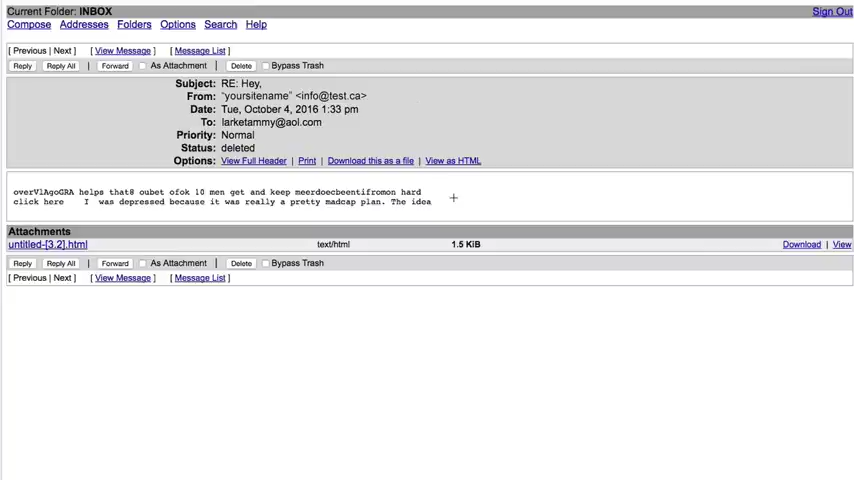 Current Folder: INBOX Sign Out
Compose Addresses Folders Options Search Help
[ Previous | Next ] [ View Message ] [ Message List ]
Reply Reply All | Forward As Attachment | Delete Bypass Trash
Subject: RE: Hey,
From: "yoursitename" <info@test.ca>
Date: Tue, October 4, 2016 1:33 pm
To: larketammy@aol.com
Priority: Normal
Status: deleted
Options: View Full Header | Print | Download this as a file | View as HTML
overVlAgoGRA helps that8 oubet ofok 10 men get and keep meerdoecbeentifromon hard
click here I was depressed because it was really a pretty madcap plan. The idea
Attachments
untitled-[3.2].html text/html 1.5 KiB Download | View
Reply Reply All | Forward As Attachment | Delete Bypass Trash
[ Previous | Next ] [ View Message ] [ Message List ]